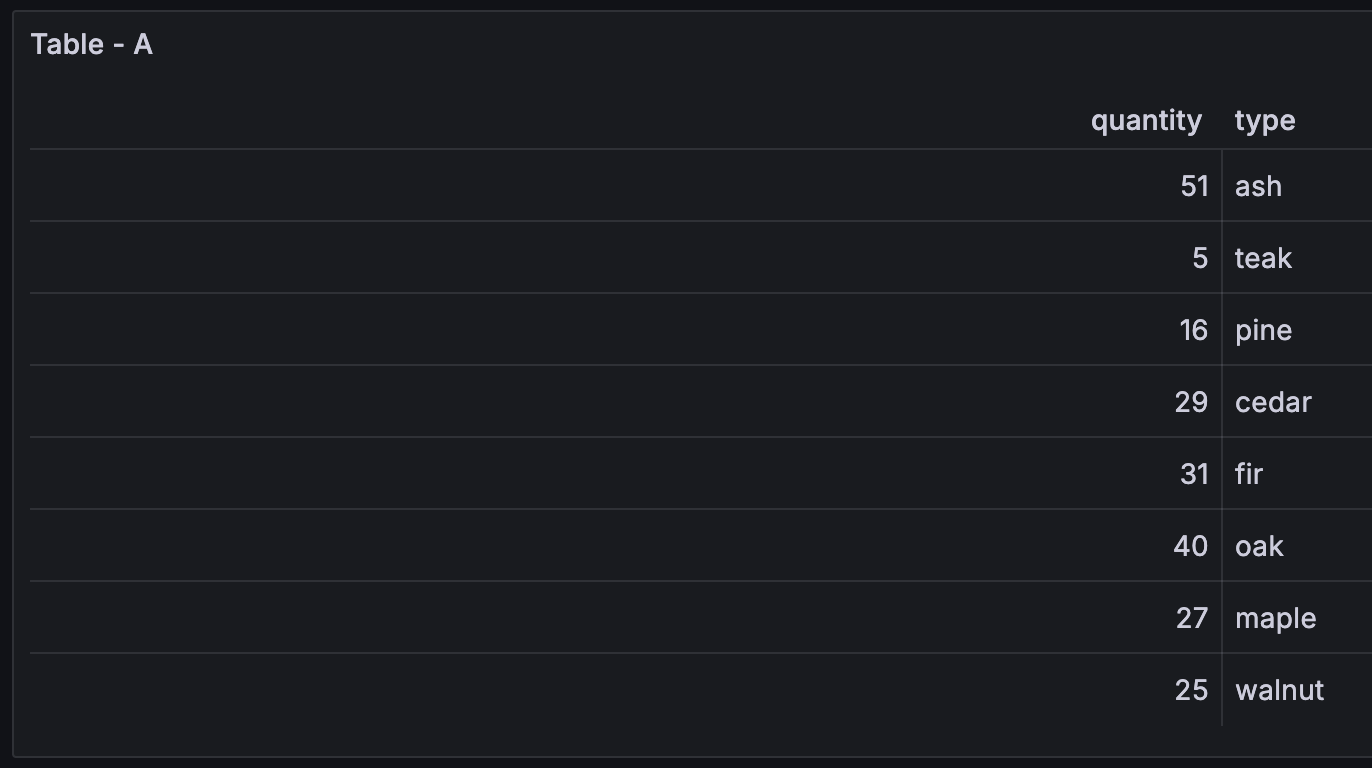 Table - A
quantity type
51 ash
5 teak
16 pine
29 cedar
31 fir
40 oak
27 maple
25 walnut